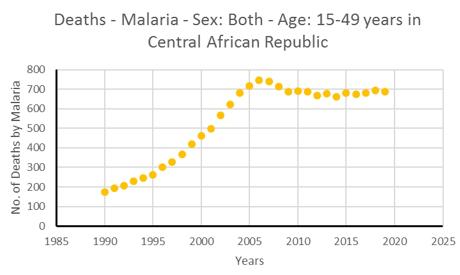 Deaths - Malaria - Sex: Both - Age: 15-49 years in
Central African Republic
No. of Deaths by Malaria
800
700
600
500
400
300
200
100
0
1985 1990 1995 2000 2005 2010 2015 2020 2025
Years